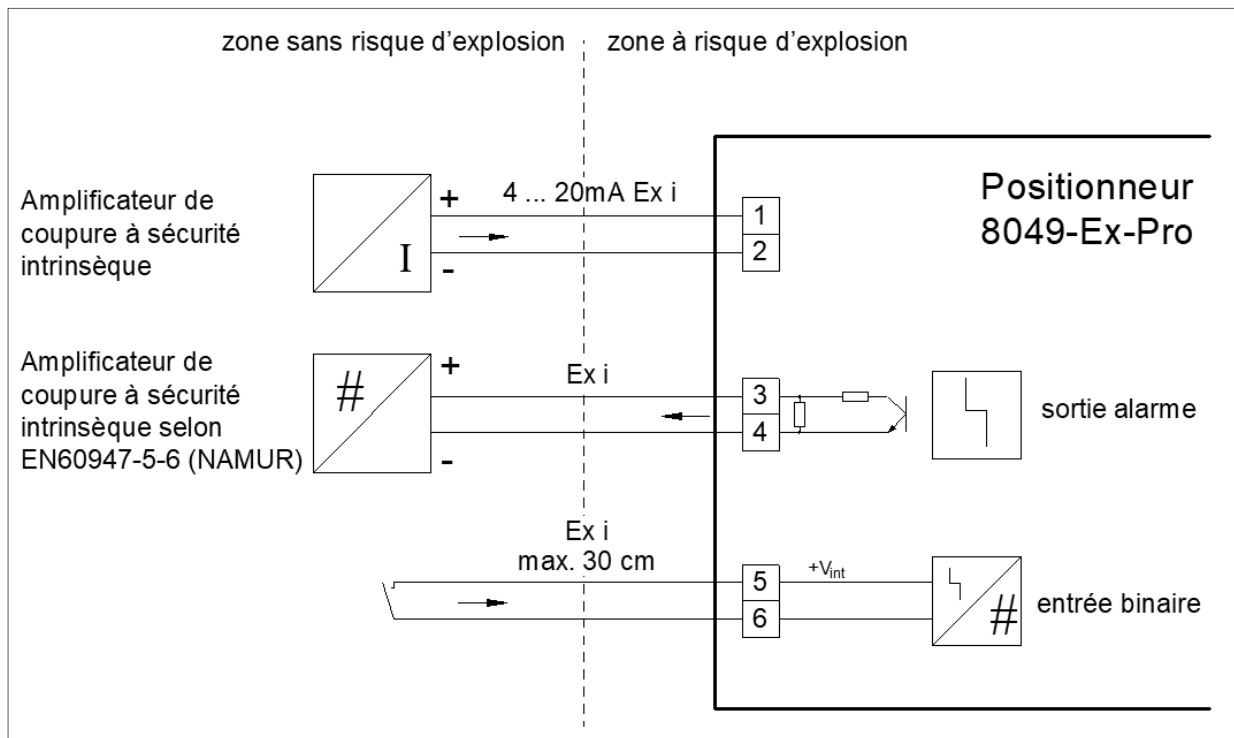 zone sans risque d'explosion
zone à risque d'explosion
Positionneur
8049-Ex-Pro
Amplificateur de
coupure à sécurité
intrinsèque
+
I
-
4 ... 20mA Ex i
1
2
Amplificateur de
coupure à sécurité
intrinsèque selon
EN60947-5-6 (NAMUR)
#
+
-
Ex i
3
4
sortie alarme
Ex i
max. 30 cm
5
6
+Vint
#
entrée binaire